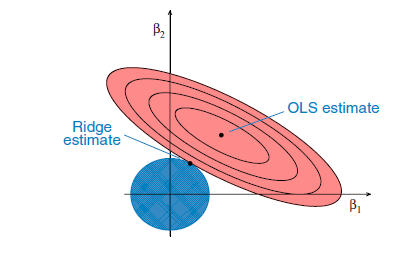 β₂
OLS estimate
Ridge
estimate
β₁